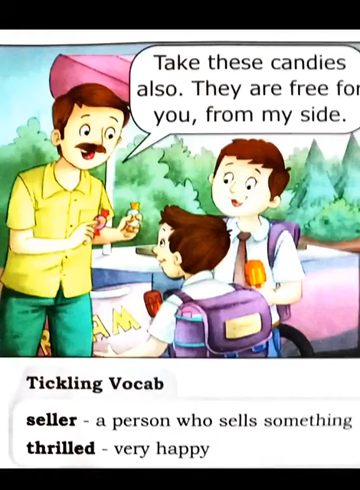 Take these candies
also. They are free for
you, from my side.
AM
Tickling Vocab
seller - a person who sells something
thrilled - very happy